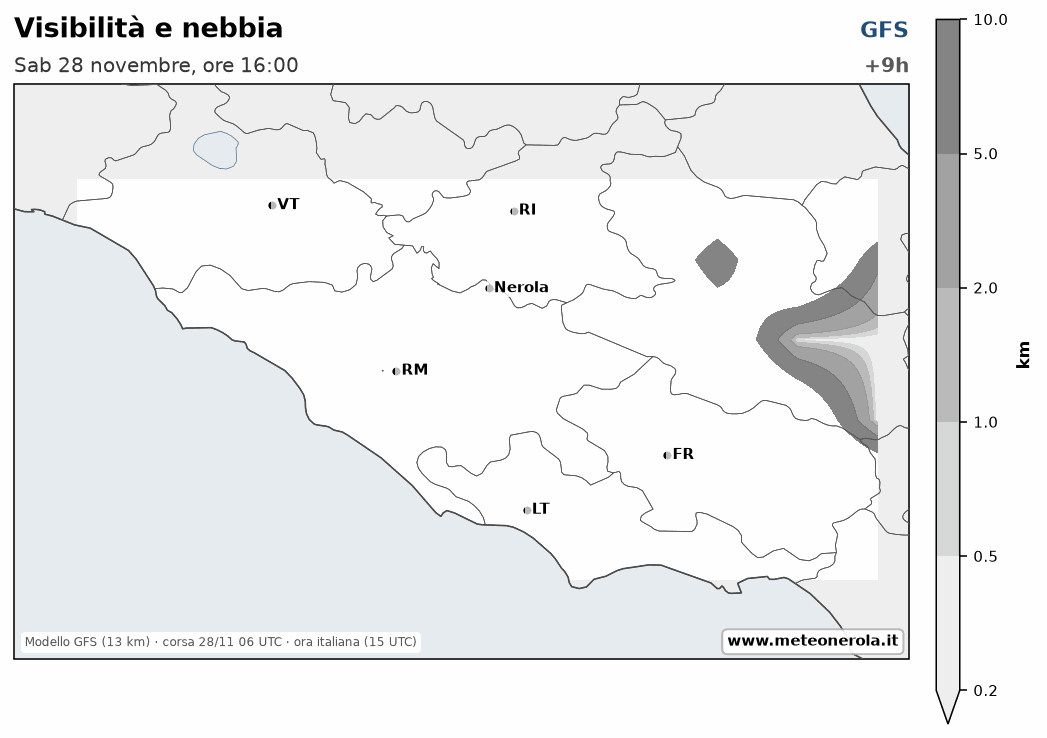 Visibilità e nebbia
GFS
Sab 28 novembre, ore 16:00
+9h
VT
RI
Nerola
RM
FR
LT
Modello GFS (13 km) · corsa 28/11 06 UTC · ora italiana (15 UTC)
www.meteonerola.it
10.0
5.0
2.0
1.0
0.5
0.2
km